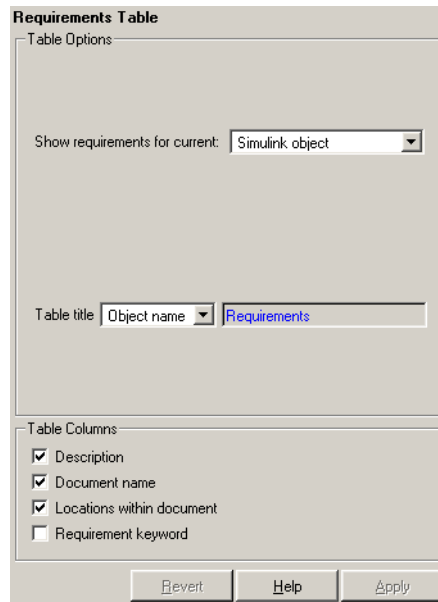 Requirements Table
Table Options
Show requirements for current: Simulink object
Table title Object name Requirements
Table Columns
Description
Document name
Locations within document
Requirement keyword
Revert Help Apply